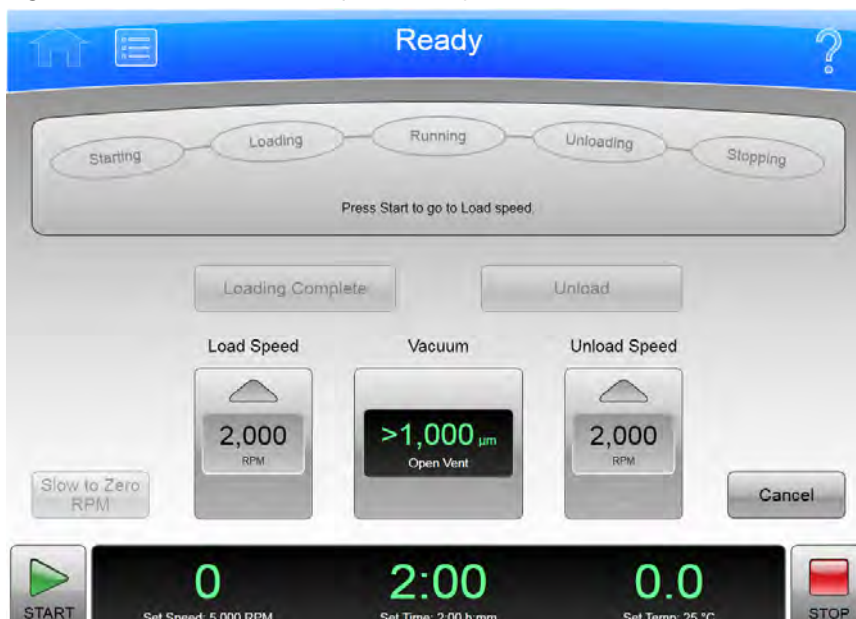 Ready
?
Starting
Loading
Running
Unloading
Stopping
Press Start to go to Load speed.
Loading Complete
Unload
Load Speed
Vacuum
Unload Speed
2,000
RPM
>1,000 µm
Open Vent
2,000
RPM
Slow to Zero
RPM
Cancel
START
0
Set Speed: 5,000 RPM
2:00
Set Time: 2:00 h:mm
0.0
Set Temp: 25 °C
STOP